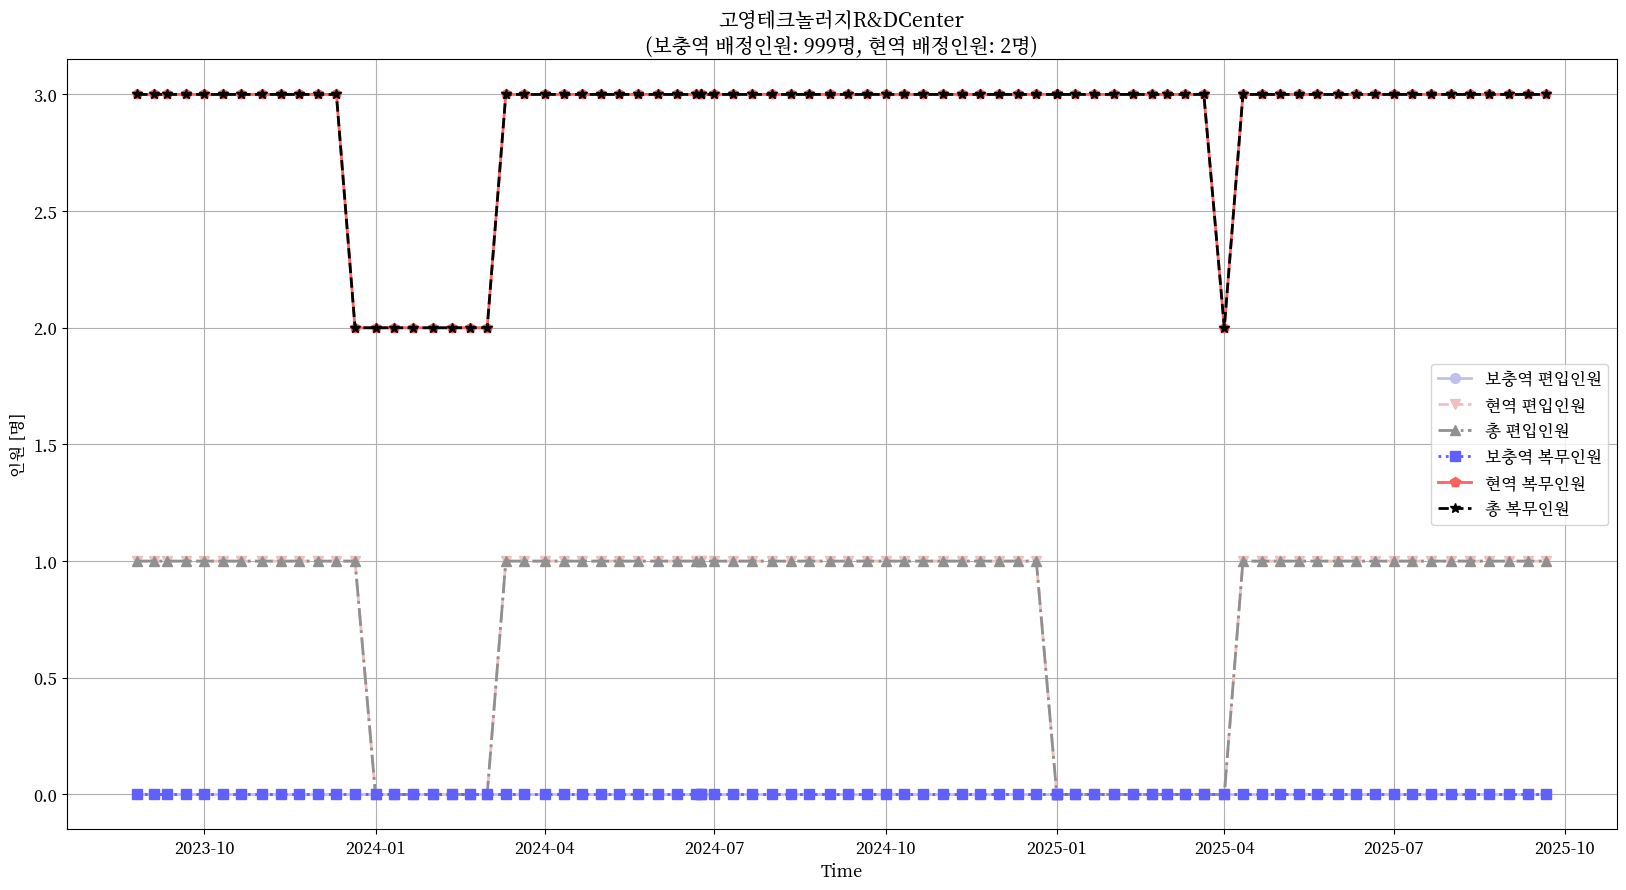 고영테크놀러지R&DCenter
(보충역 배정인원: 999명, 현역 배정인원: 2명)
3.0
2.5
2.0
1.5
1.0
0.5
0.0
인원 [명]
보충역 편입인원
현역 편입인원
총 편입인원
보충역 복무인원
현역 복무인원
총 복무인원
2023-10
2024-01
2024-04
2024-07
2024-10
2025-01
2025-04
2025-07
2025-10
Time